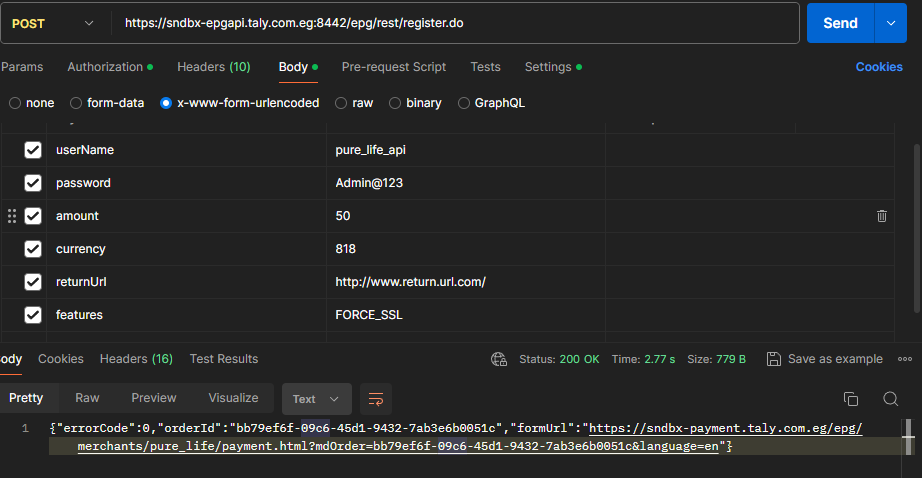 POST https://sndbx-epgapi.taly.com.eg:8442/epg/rest/register.do Send
Params Authorization Headers (10) Body Pre-request Script Tests Settings Cookies
none form-data x-www-form-urlencoded raw binary GraphQL
userName pure_life_api
password Admin@123
amount 50
currency 818
returnUrl http://www.return.url.com/
features FORCE_SSL
ody Cookies Headers (16) Test Results Status: 200 OK Time: 2.77 s Size: 779 B Save as example
Pretty Raw Preview Visualize Text
1 {"errorCode":0,"orderId":"bb79ef6f-09c6-45d1-9432-7ab3e6b0051c","formUrl":"https://sndbx-payment.taly.com.eg/epg/
merchants/pure_life/payment.html?mdOrder=bb79ef6f-09c6-45d1-9432-7ab3e6b0051c&language=en"}